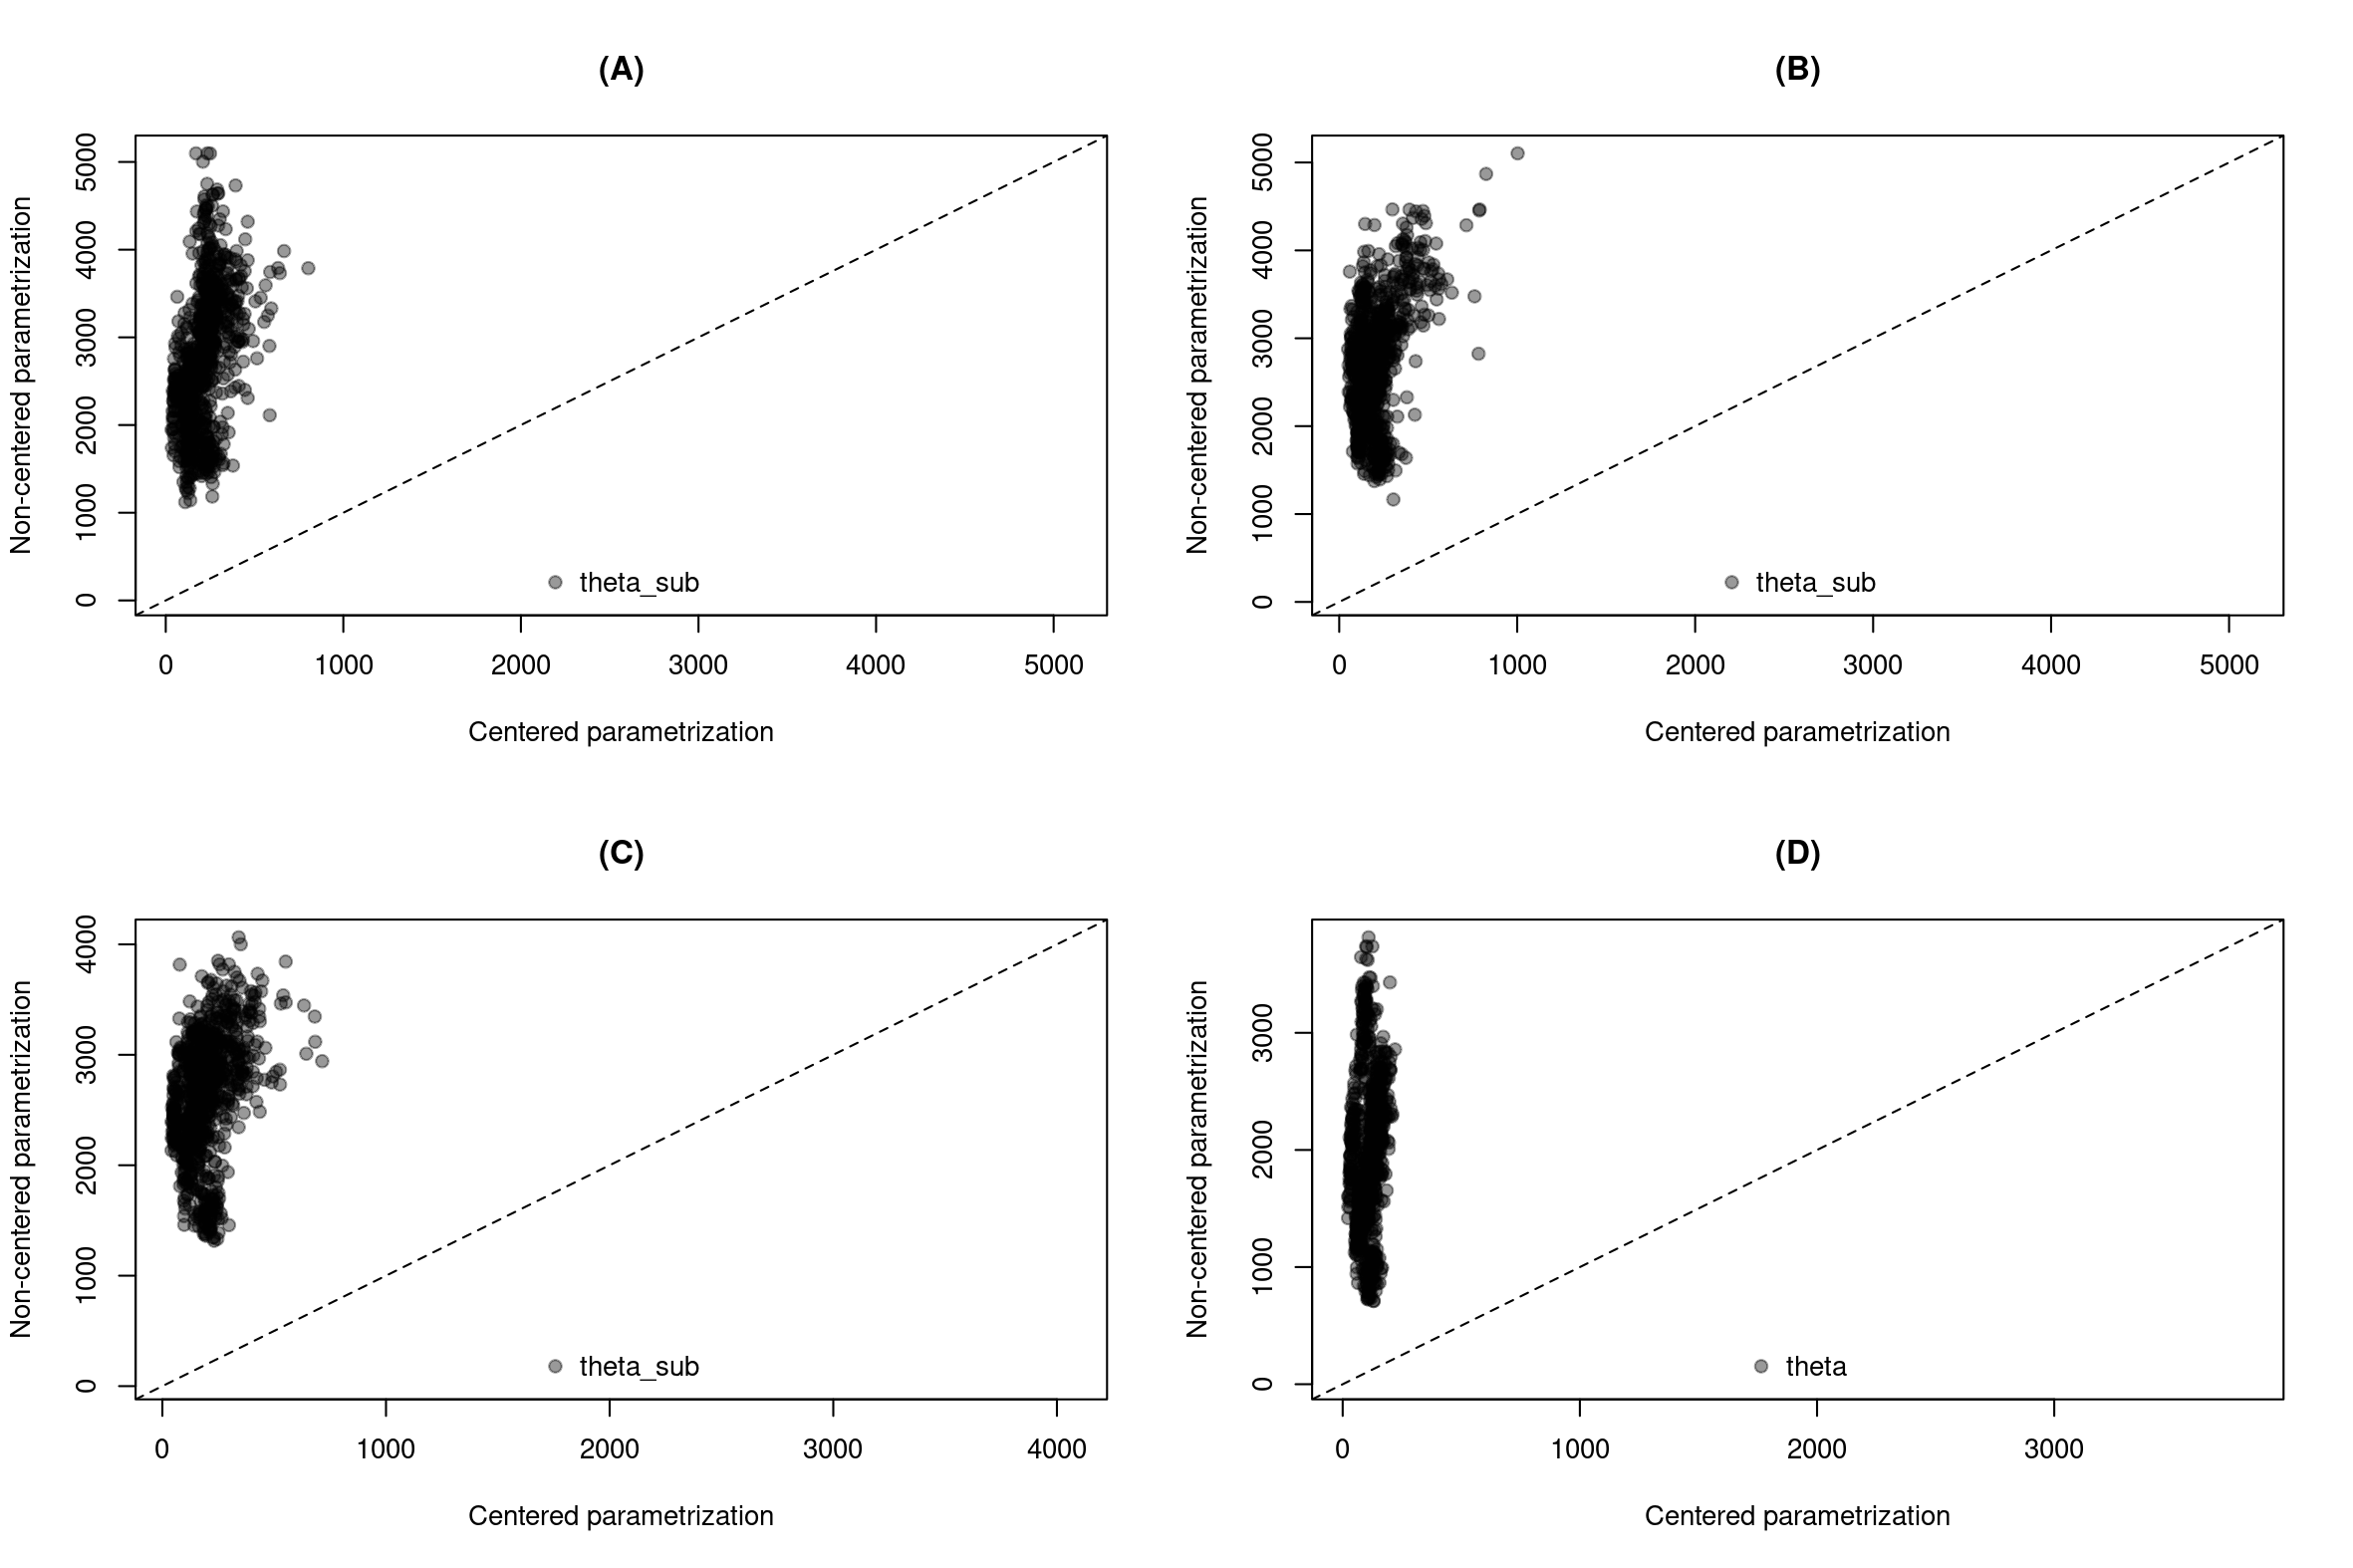 (A)
Non-centered parametrization
5000
4000
3000
2000
1000
0
theta_sub
0 1000 2000 3000 4000 5000
Centered parametrization
(B)
Non-centered parametrization
5000
4000
3000
2000
1000
0
theta_sub
0 1000 2000 3000 4000 5000
Centered parametrization
(C)
Non-centered parametrization
4000
3000
2000
1000
0
theta_sub
0 1000 2000 3000 4000
Centered parametrization
(D)
Non-centered parametrization
3000
2000
1000
0
theta
0 1000 2000 3000
Centered parametrization